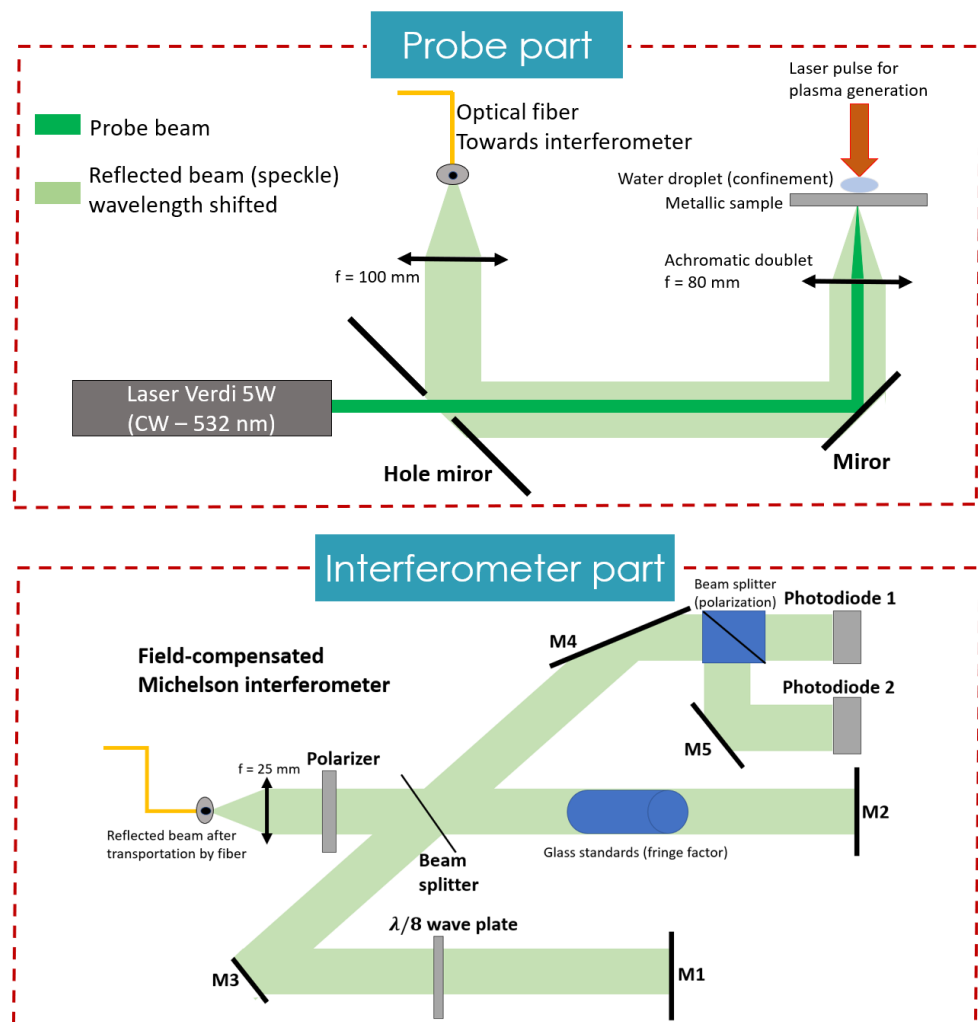 Probe part
Laser pulse for
plasma generation
Optical fiber
Towards interferometer
Probe beam
Reflected beam (speckle)
wavelength shifted
Water droplet (confinement)
Metallic sample
Achromatic doublet
f = 80 mm
f = 100 mm
Laser Verdi 5W
(CW – 532 nm)
Hole miror
Miror
Interferometer part
Beam splitter
(polarization)
Photodiode 1
M4
Field-compensated
Michelson interferometer
Photodiode 2
M5
Polarizer
f = 25 mm
M2
Reflected beam after
transportation by fiber
Glass standards (fringe factor)
Beam
splitter
λ/8 wave plate
M3
M1